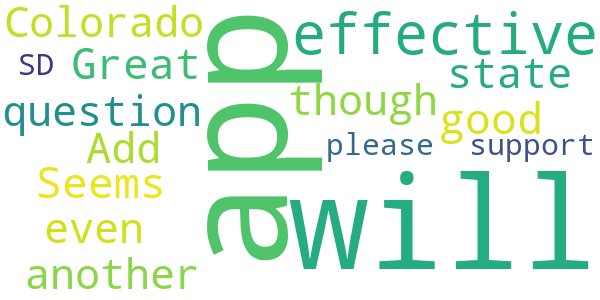 Colorado
SD
Great
question
Add
Seems
even
another
app
effective
state
though
good
please
support
will